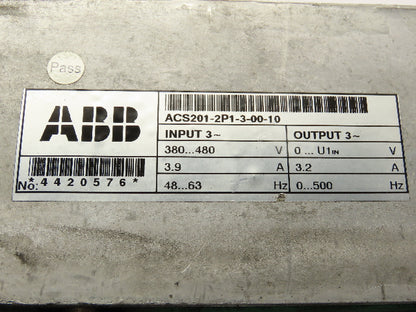 Pass
ABB
ACS201-2P1-3-00-10
INPUT 3~ OUTPUT 3~
380...480 V 0 ... U1IN V
3.9 A 3.2 A
48...63 Hz 0...500 Hz
No: *4420576*